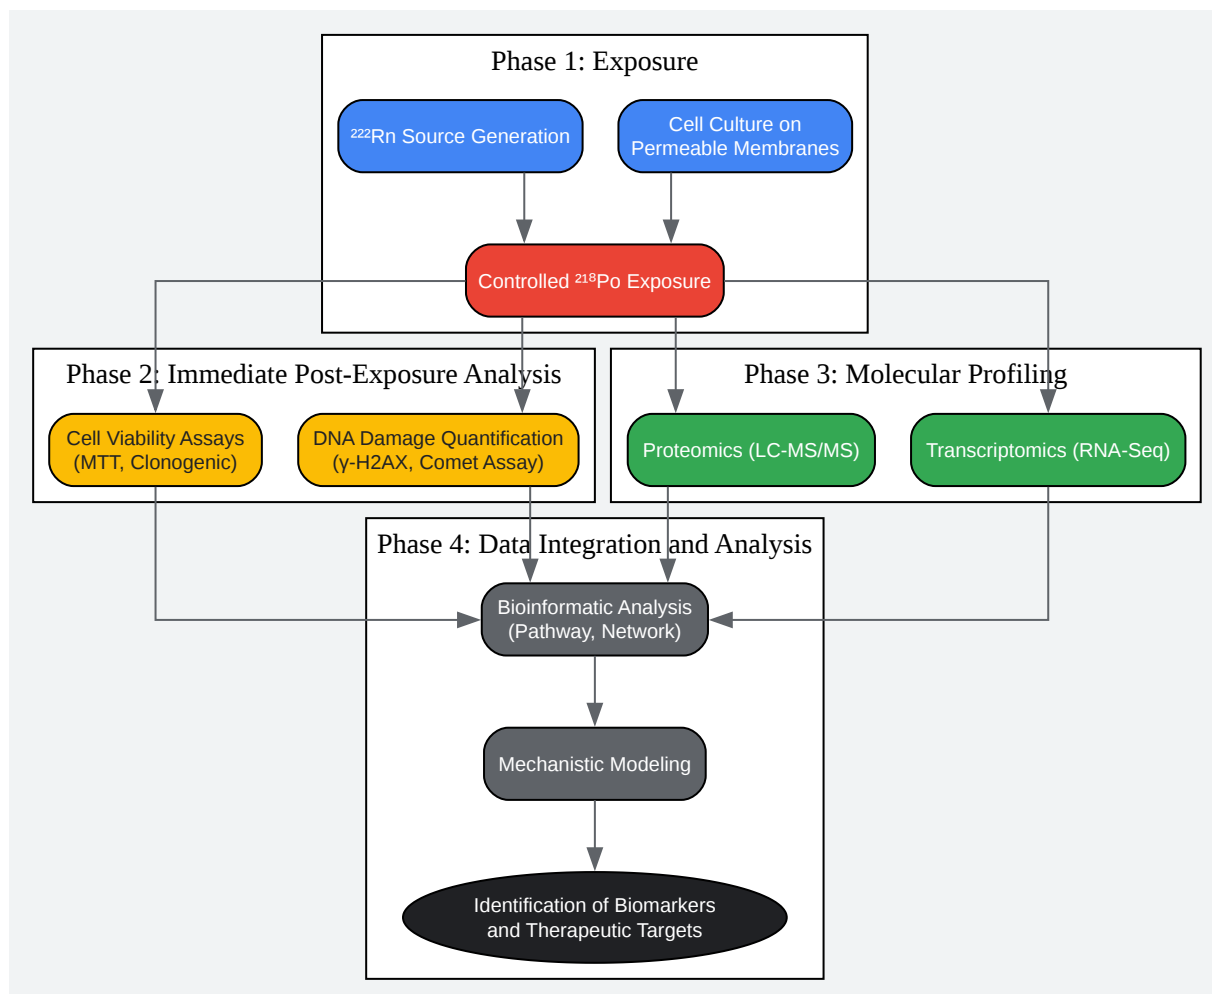 Phase 1: Exposure
²²²Rn Source Generation
Cell Culture on
Permeable Membranes
Controlled ²¹⁸Po Exposure
Phase 2: Immediate Post-Exposure Analysis
Cell Viability Assays
(MTT, Clonogenic)
DNA Damage Quantification
(γ-H2AX, Comet Assay)
Phase 3: Molecular Profiling
Proteomics (LC-MS/MS)
Transcriptomics (RNA-Seq)
Phase 4: Data Integration and Analysis
Bioinformatic Analysis
(Pathway, Network)
Mechanistic Modeling
Identification of Biomarkers
and Therapeutic Targets